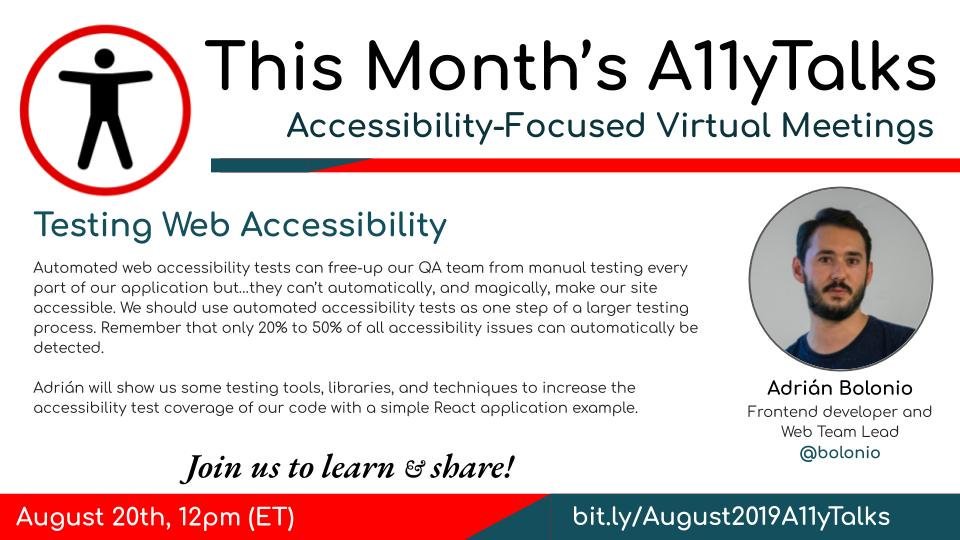 This Month's A11yTalks
Accessibility-Focused Virtual Meetings
Testing Web Accessibility
Automated web accessibility tests can free-up our QA team from manual testing every
part of our application but...they can't automatically, and magically, make our site
accessible. We should use automated accessibility tests as one step of a larger testing
process. Remember that only 20% to 50% of all accessibility issues can automatically be
detected.
Adrián will show us some testing tools, libraries, and techniques to increase the
accessibility test coverage of our code with a simple React application example.
Join us to learn & share!
Adrián Bolonio
Frontend developer and
Web Team Lead
@bolonio
August 20th, 12pm (ET)
bit.ly/August2019A11yTalks